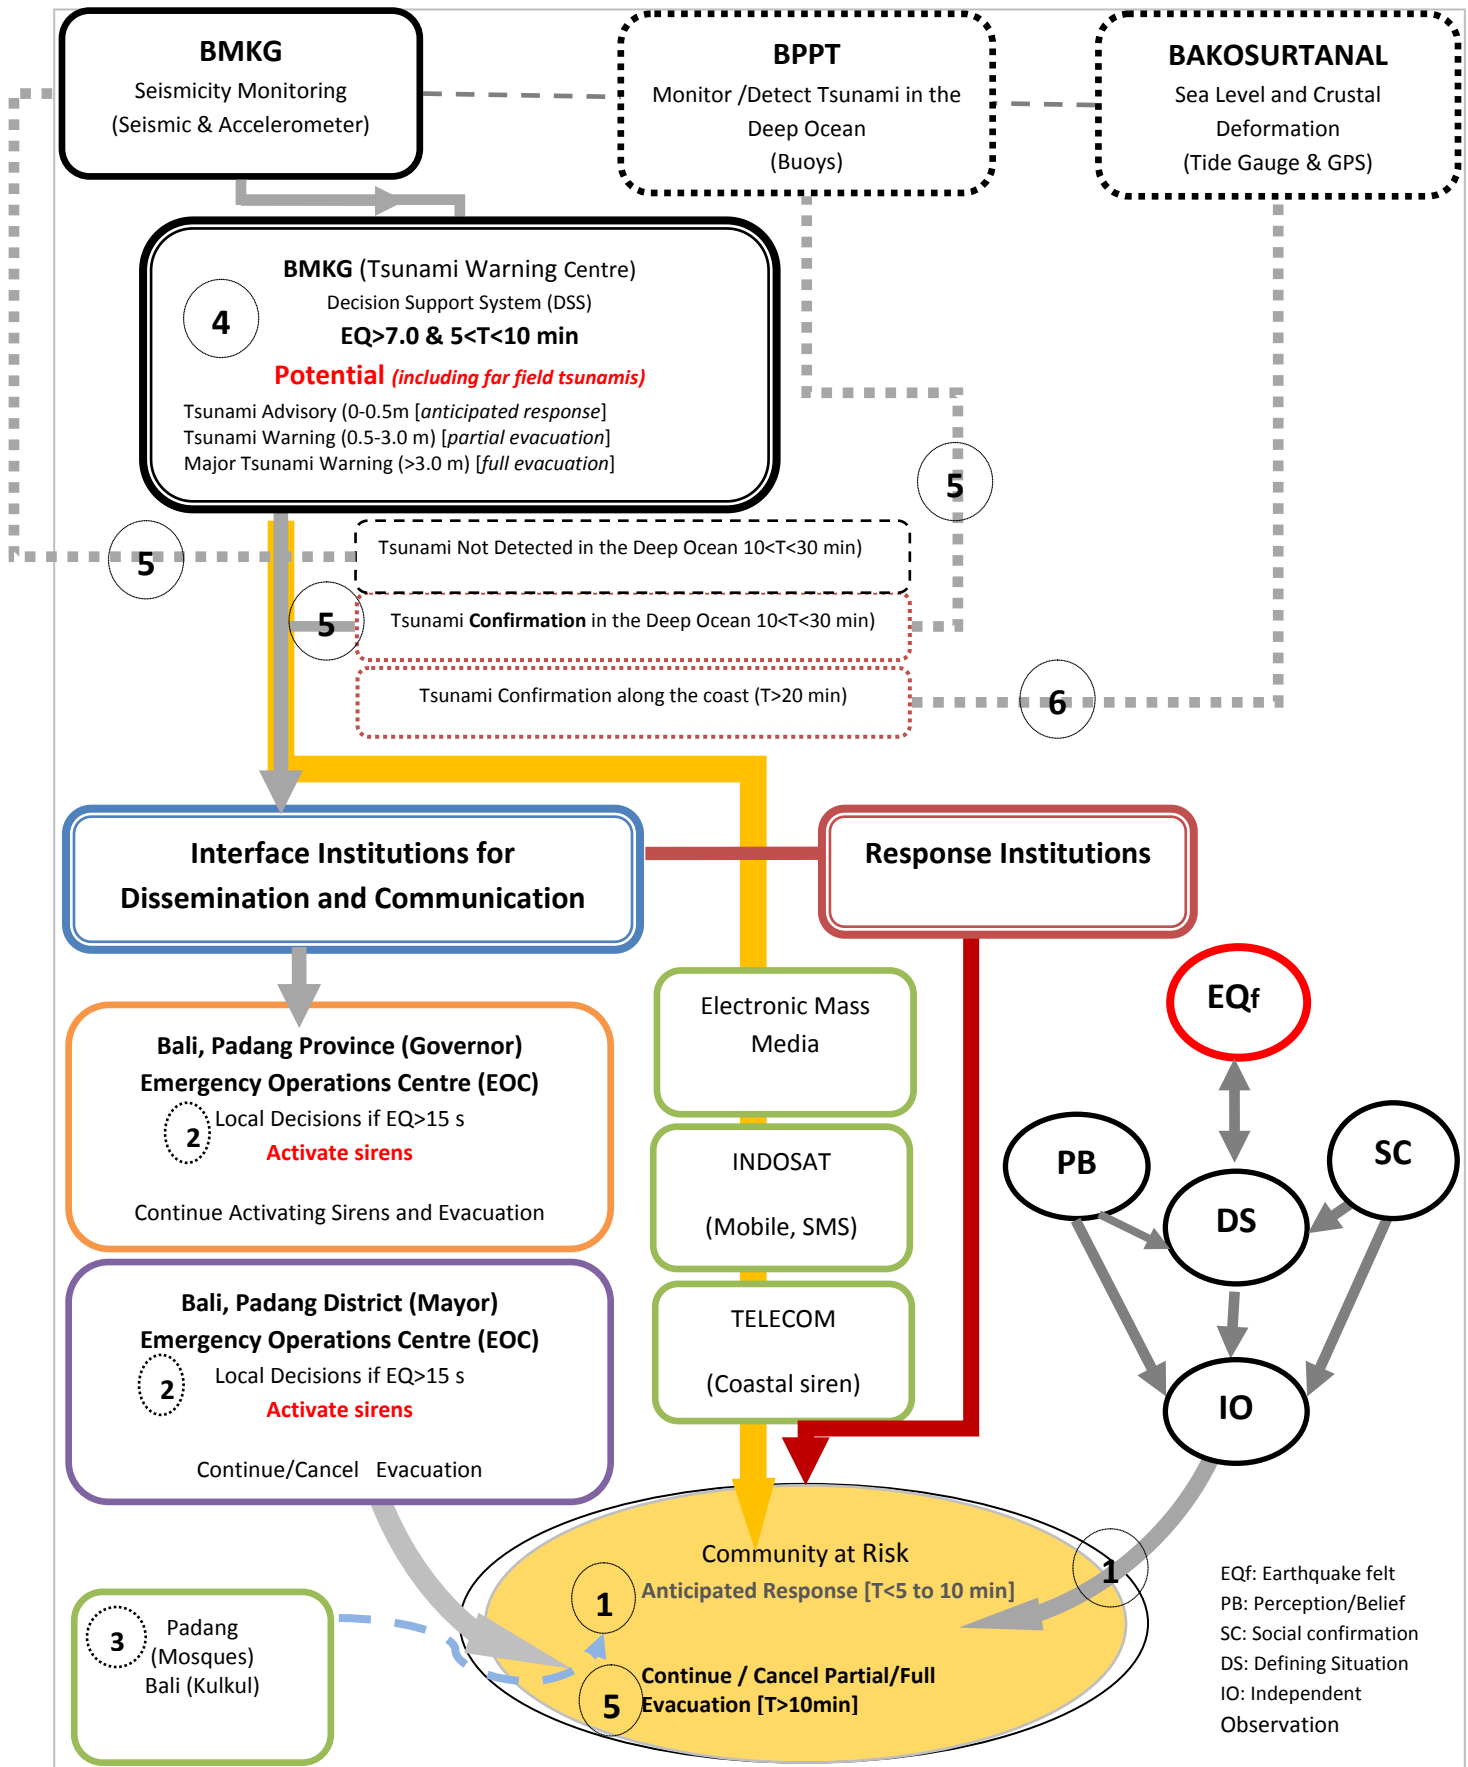 BMKG
Seismicity Monitoring
(Seismic & Accelerometer)
BPPT
Monitor /Detect Tsunami in the
Deep Ocean
(Buoys)
BAKOSURTANAL
Sea Level and Crustal
Deformation
(Tide Gauge & GPS)
BMKG (Tsunami Warning Centre)
Decision Support System (DSS)
4
EQ>7.0 & 5<T<10 min
Potential (including far field tsunamis)
Tsunami Advisory (0-0.5m [anticipated response]
Tsunami Warning (0.5-3.0 m) [partial evacuation]
Major Tsunami Warning (>3.0 m) [full evacuation]
5
5
Tsunami Not Detected in the Deep Ocean 10<T<30 min)
5
Tsunami Confirmation in the Deep Ocean 10<T<30 min)
Tsunami Confirmation along the coast (T>20 min)
6
Interface Institutions for
Dissemination and Communication
Response Institutions
Bali, Padang Province (Governor)
Emergency Operations Centre (EOC)
Local Decisions if EQ>15 s
2
Activate sirens
Continue Activating Sirens and Evacuation
Bali, Padang District (Mayor)
Emergency Operations Centre (EOC)
Local Decisions if EQ>15 s
2
Activate sirens
Continue/Cancel Evacuation
Electronic Mass
Media
INDOSAT
(Mobile, SMS)
TELECOM
(Coastal siren)
EQf
PB
SC
DS
IO
1
Community at Risk
Anticipated Response [T<5 to 10 min]
1
Continue / Cancel Partial/Full
Evacuation [T>10min]
5
3
Padang
(Mosques)
Bali (Kulkul)
EQf: Earthquake felt
PB: Perception/Belief
SC: Social confirmation
DS: Defining Situation
IO: Independent
Observation